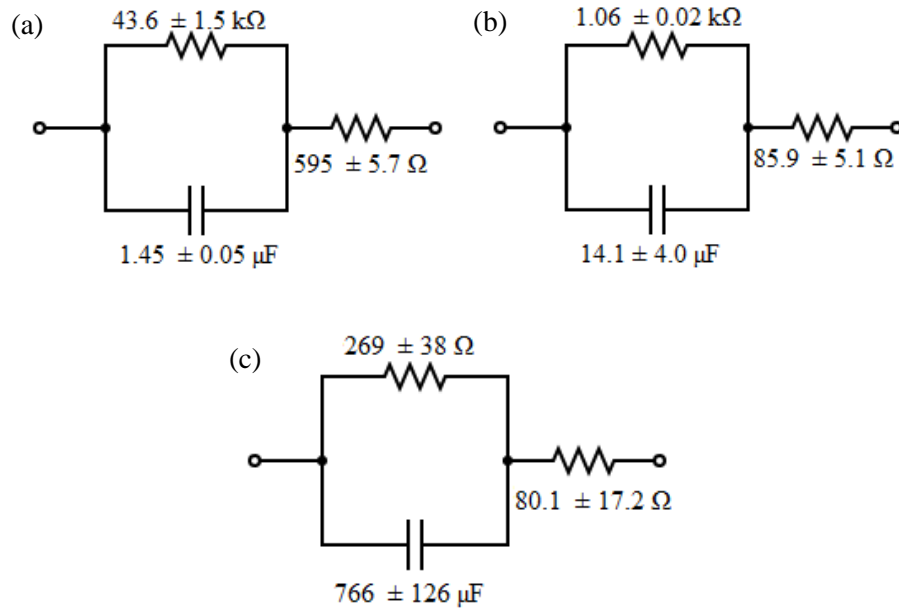 (a)
43.6 ± 1.5 kΩ
595 ± 5.7 Ω
1.45 ± 0.05 µF
(b)
1.06 ± 0.02 kΩ
85.9 ± 5.1 Ω
14.1 ± 4.0 µF
(c)
269 ± 38 Ω
80.1 ± 17.2 Ω
766 ± 126 µF